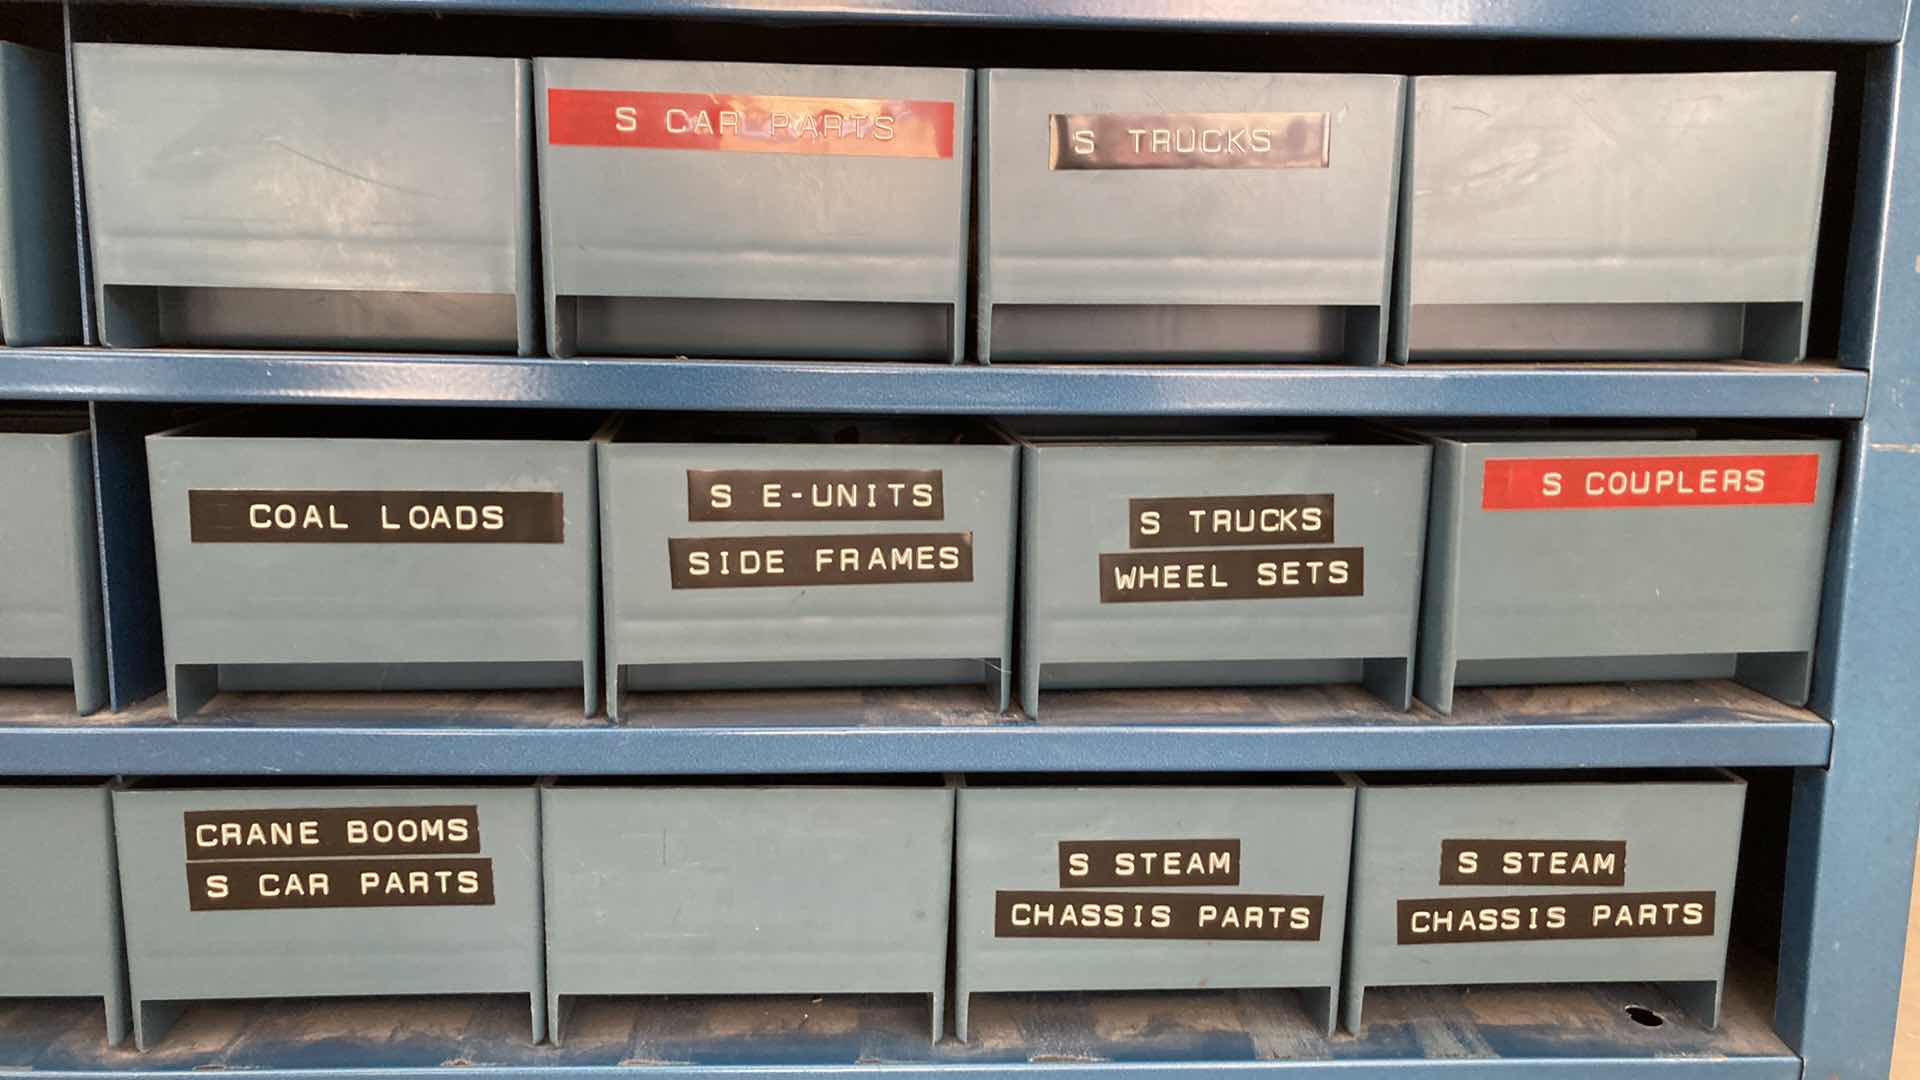 S CAR PARTS
S TRUCKS
COAL LOADS
S E-UNITS
SIDE FRAMES
S TRUCKS
WHEEL SETS
S COUPLERS
CRANE BOOMS
S CAR PARTS
S STEAM
CHASSIS PARTS
S STEAM
CHASSIS PARTS